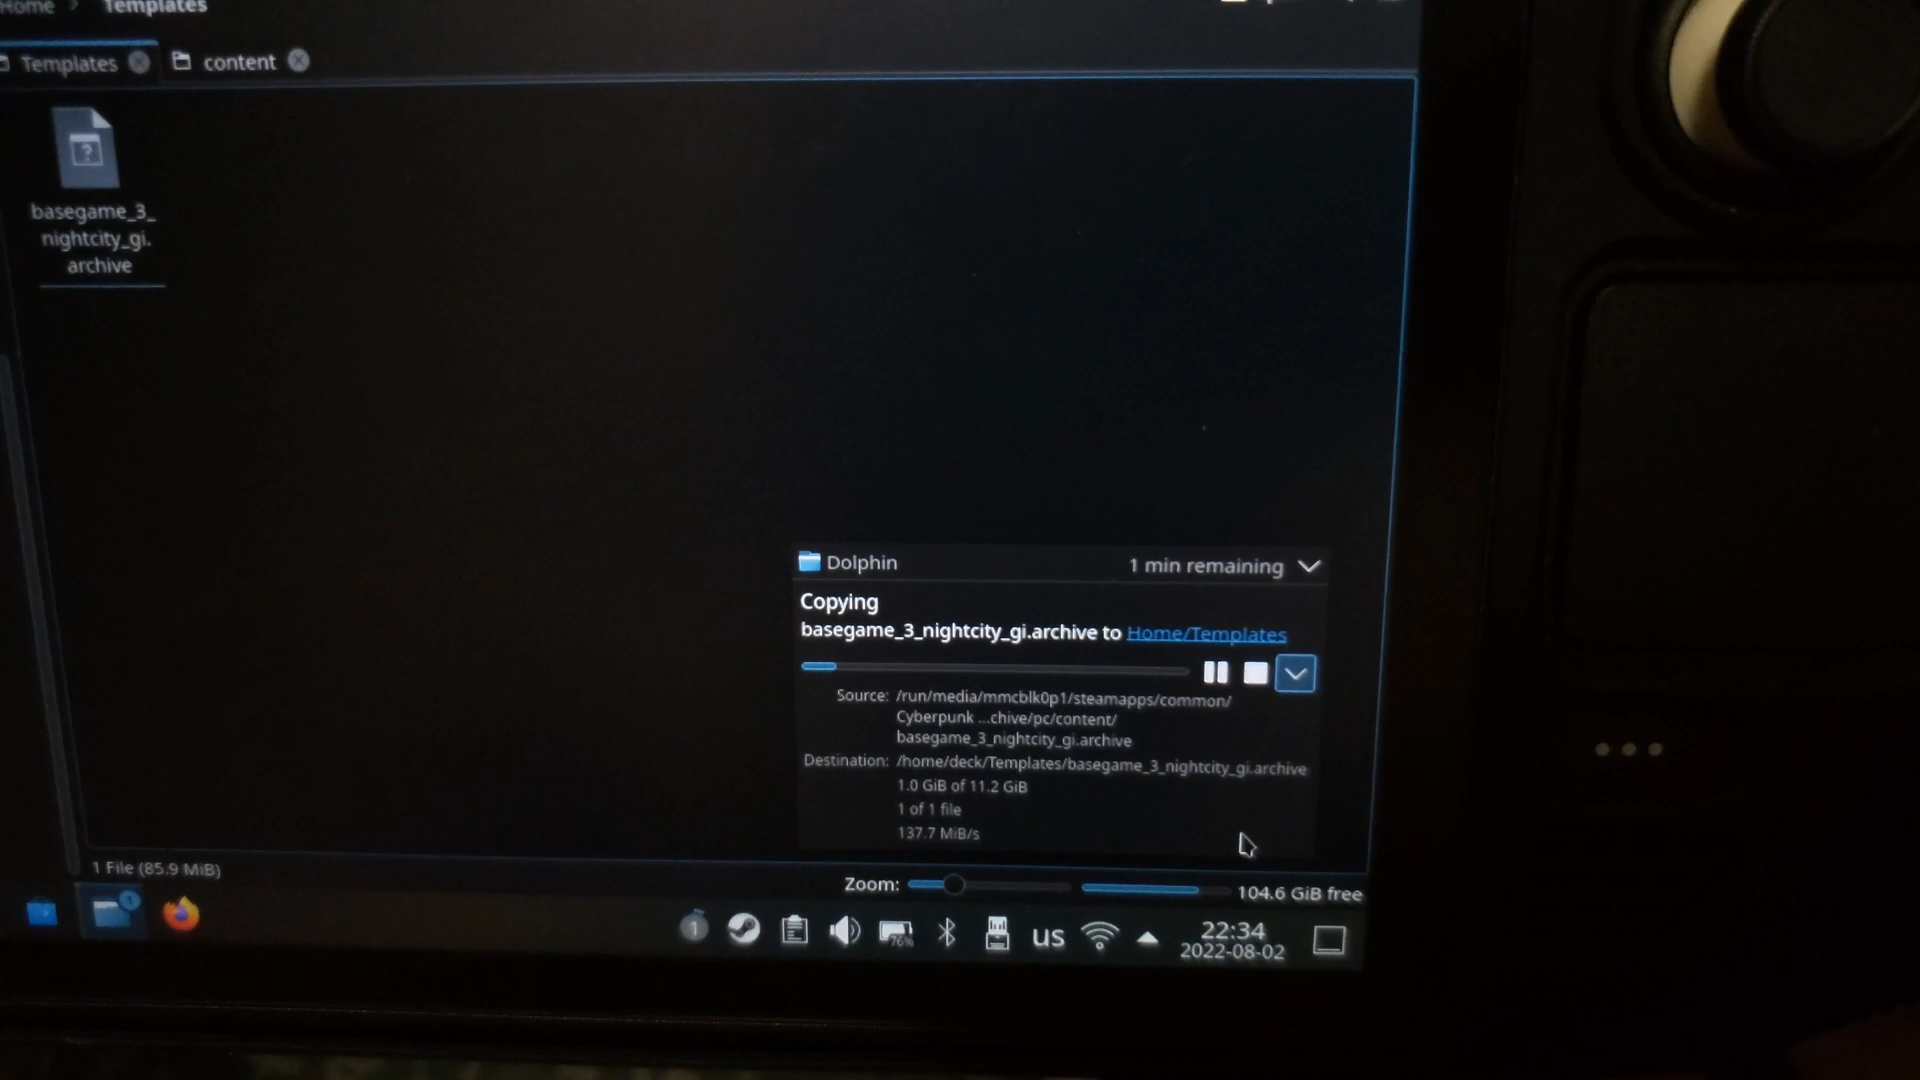 Home > Templates
Templates
content
basegame_3_
nightcity_gi.
archive
Dolphin
1 min remaining
Copying
basegame_3_nightcity_gi.archive to Home/Templates
Source: /run/media/mmcblk0p1/steamapps/common/
Cyberpunk ...chive/pc/content/
basegame_3_nightcity_gi.archive
Destination: /home/deck/Templates/basegame_3_nightcity_gi.archive
1.0 GiB of 11.2 GiB
1 of 1 file
137.7 MiB/s
1 File (85.9 MiB)
Zoom:
104.6 GiB free
1
1
76%
us
22:34
2022-08-02